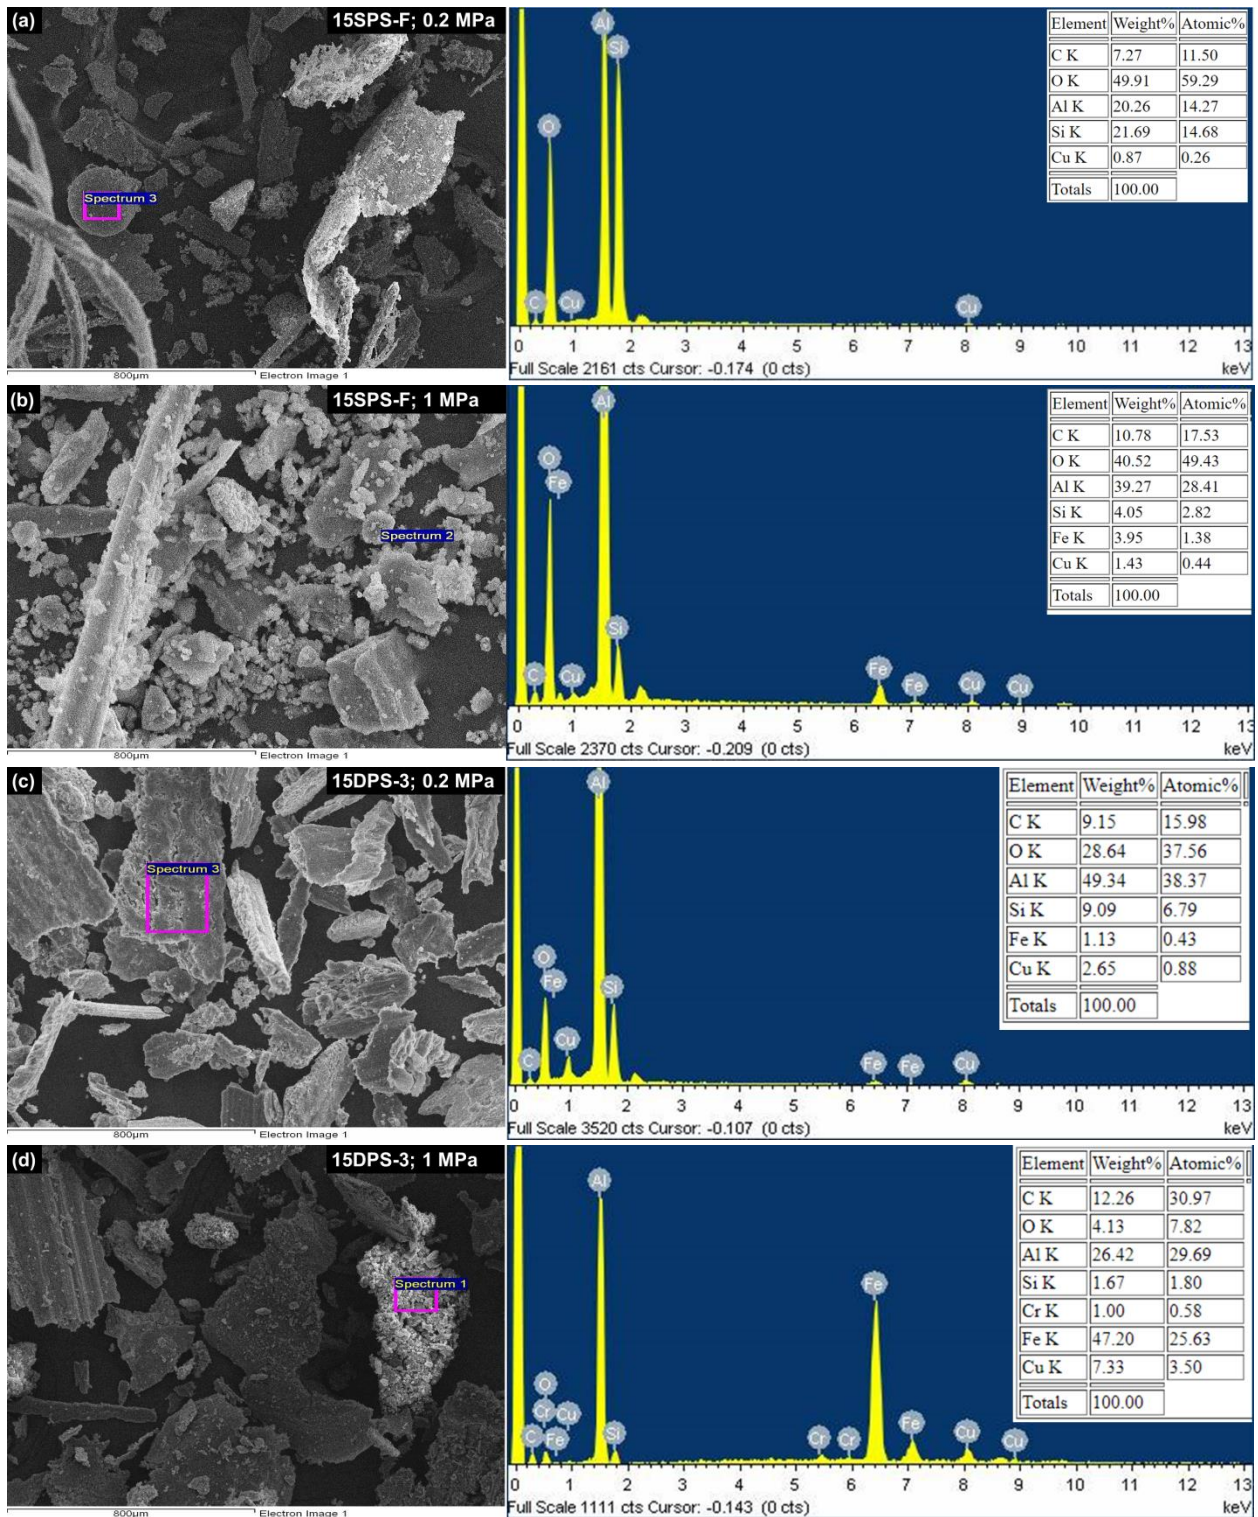 (a) 15SPS-F; 0.2 MPa
Spectrum 3
800µm Electron Image 1
Al
Si
O
C Cu Cu
0 1 2 3 4 5 6 7 8 9 10 11 12 13
Full Scale 2161 cts Cursor: -0.174 (0 cts) keV
Element Weight% Atomic%
C K 7.27 11.50
O K 49.91 59.29
Al K 20.26 14.27
Si K 21.69 14.68
Cu K 0.87 0.26
Totals 100.00
(b) 15SPS-F; 1 MPa
Spectrum 2
800µm Electron Image 1
Al
O
Fe
Si
C Cu Fe Fe Cu Cu
0 1 2 3 4 5 6 7 8 9 10 11 12 13
Full Scale 2370 cts Cursor: -0.209 (0 cts) keV
Element Weight% Atomic%
C K 10.78 17.53
O K 40.52 49.43
Al K 39.27 28.41
Si K 4.05 2.82
Fe K 3.95 1.38
Cu K 1.43 0.44
Totals 100.00
(c) 15DPS-3; 0.2 MPa
Spectrum 3
800µm Electron Image 1
Al
O
Fe Si
Cu
C Fe Fe Cu
0 1 2 3 4 5 6 7 8 9 10 11 12 13
Full Scale 3520 cts Cursor: -0.107 (0 cts) keV
Element Weight% Atomic%
C K 9.15 15.98
O K 28.64 37.56
Al K 49.34 38.37
Si K 9.09 6.79
Fe K 1.13 0.43
Cu K 2.65 0.88
Totals 100.00
(d) 15DPS-3; 1 MPa
Spectrum 1
800µm Electron Image 1
Al
Fe
O
Cr Cu
C Fe Si Cr Cr Fe Cu Cu
0 1 2 3 4 5 6 7 8 9 10 11 12 13
Full Scale 1111 cts Cursor: -0.143 (0 cts) keV
Element Weight% Atomic%
C K 12.26 30.97
O K 4.13 7.82
Al K 26.42 29.69
Si K 1.67 1.80
Cr K 1.00 0.58
Fe K 47.20 25.63
Cu K 7.33 3.50
Totals 100.00